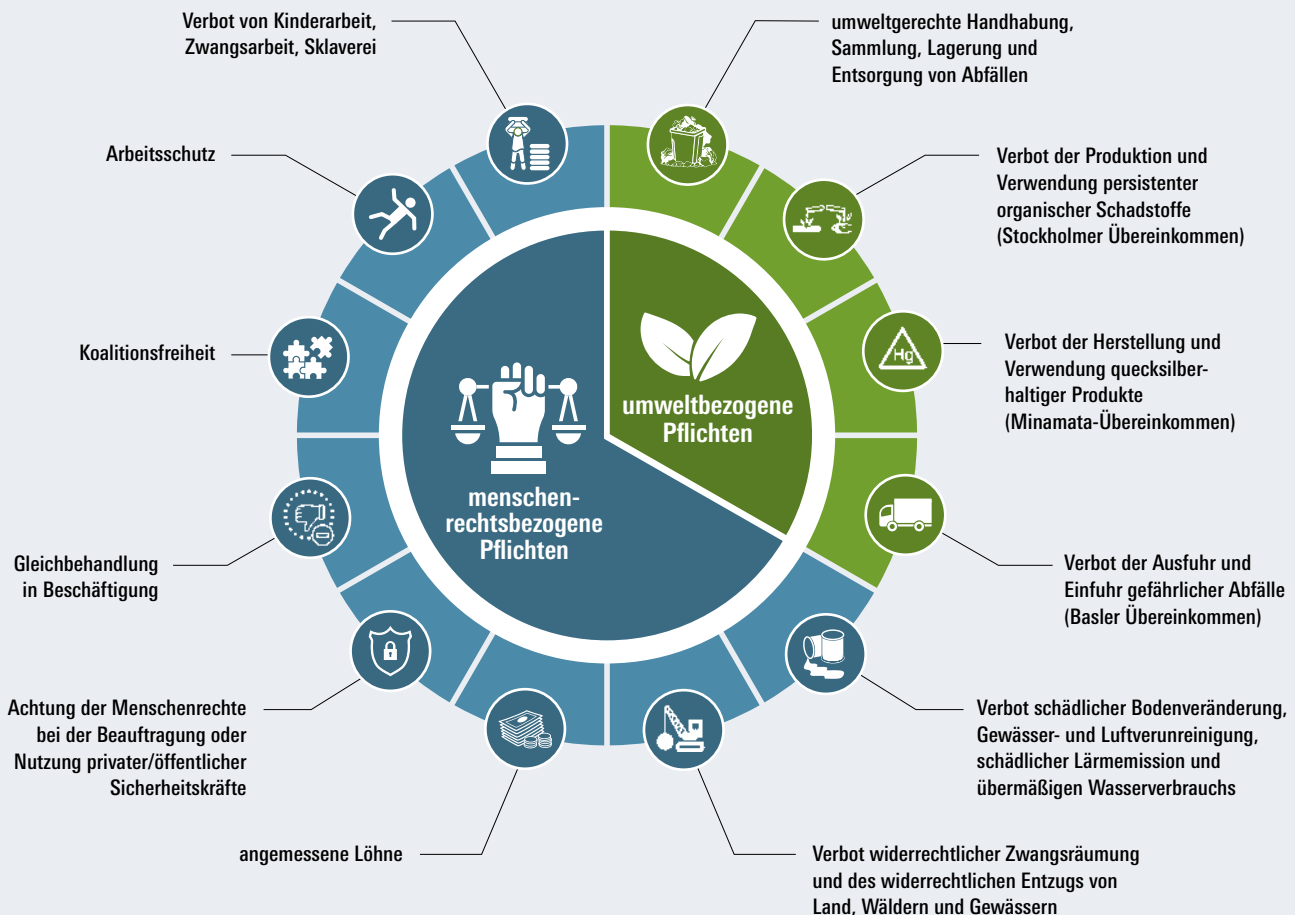 Verbot von Kinderarbeit,
Zwangsarbeit, Sklaverei
umweltgerechte Handhabung,
Sammlung, Lagerung und
Entsorgung von Abfällen
Arbeitsschutz
Verbot der Produktion und
Verwendung persistenter
organischer Schadstoffe
(Stockholmer Übereinkommen)
Koalitionsfreiheit
Hg
Verbot der Herstellung und
Verwendung quecksilber-
haltiger Produkte
(Minamata-Übereinkommen)
umweltbezogene
Pflichten
menschen-
rechtsbezogene
Pflichten
Gleichbehandlung
in Beschäftigung
Verbot der Ausfuhr und
Einfuhr gefährlicher Abfälle
(Basler Übereinkommen)
Achtung der Menschenrechte
bei der Beauftragung oder
Nutzung privater/öffentlicher
Sicherheitskräfte
Verbot schädlicher Bodenveränderung,
Gewässer- und Luftverunreinigung,
schädlicher Lärmemission und
übermäßigen Wasserverbrauchs
angemessene Löhne
Verbot widerrechtlicher Zwangsräumung
und des widerrechtlichen Entzugs von
Land, Wäldern und Gewässern